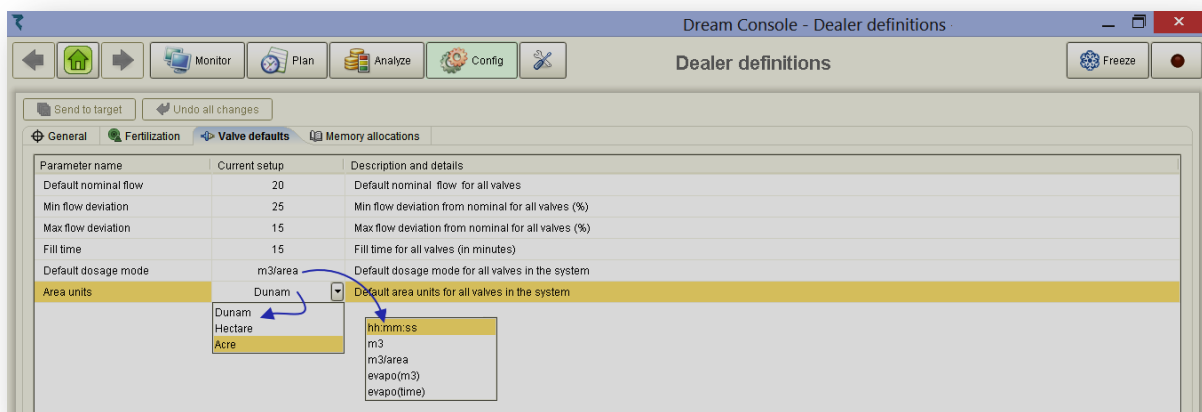 Dream Console - Dealer definitions
Monitor Plan Analyze Config Dealer definitions Freeze
Send to target Undo all changes
General Fertilization Valve defaults Memory allocations
Parameter name Current setup Description and details
Default nominal flow 20 Default nominal flow for all valves
Min flow deviation 25 Min flow deviation from nominal for all valves (%)
Max flow deviation 15 Max flow deviation from nominal for all valves (%)
Fill time 15 Fill time for all valves (in minutes)
Default dosage mode m3/area Default dosage mode for all valves in the system
Area units Dunam Default area units for all valves in the system
Dunam
Hectare
Acre
hh:mm:ss
m3
m3/area
evapo(m3)
evapo(time)